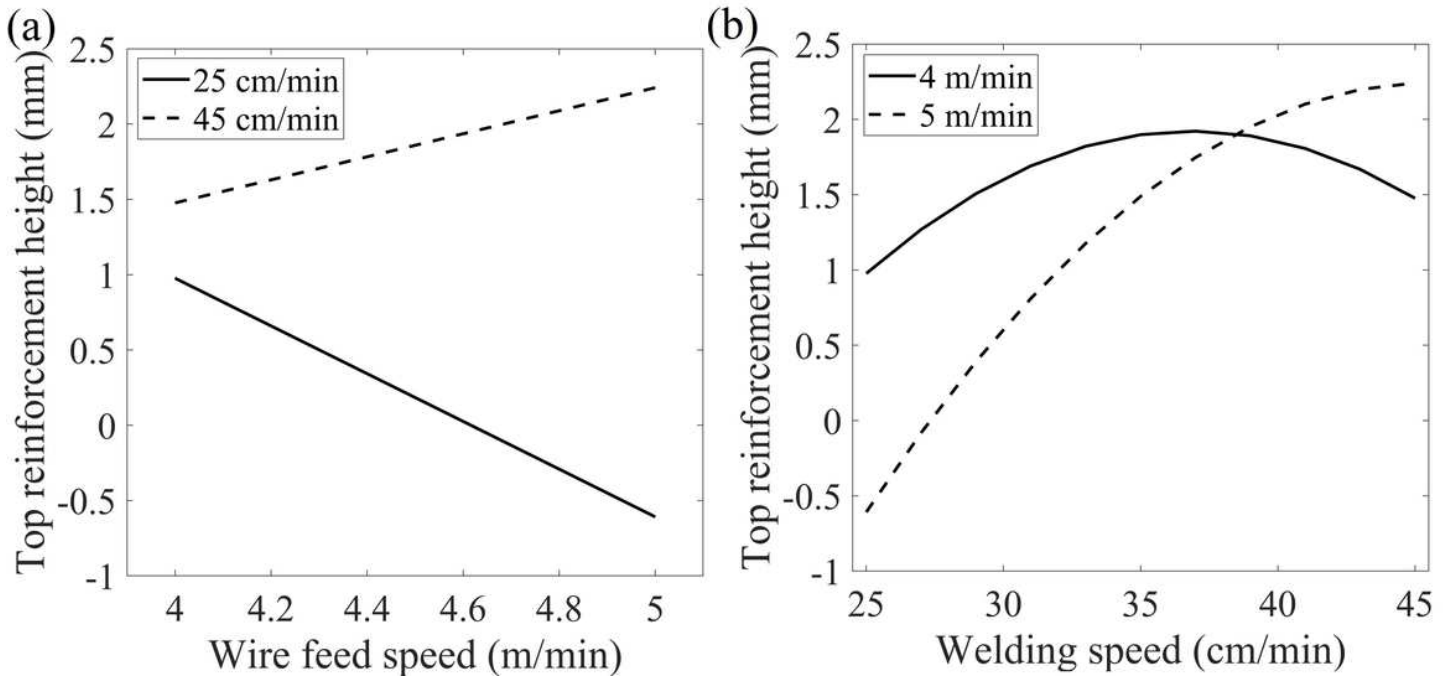 (a)
Top reinforcement height (mm)
2.5
2
1.5
1
0.5
0
-0.5
-1
25 cm/min
45 cm/min
4 4.2 4.4 4.6 4.8 5
Wire feed speed (m/min)
(b)
Top reinforcement height (mm)
2.5
2
1.5
1
0.5
0
-0.5
-1
4 m/min
5 m/min
25 30 35 40 45
Welding speed (cm/min)